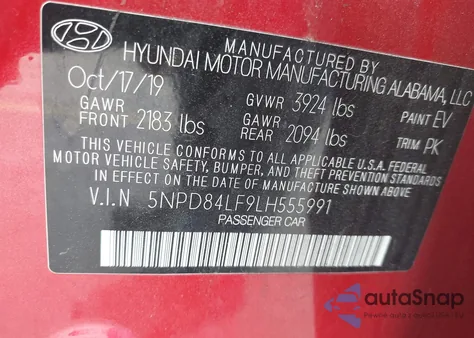 MANUFACTURED BY
HYUNDAI MOTOR MANUFACTURING ALABAMA, LLC
Oct/17/19 GVWR 3924 lbs PAINT EV
GAWR FRONT 2183 lbs GAWR REAR 2094 lbs TRIM PK
THIS VEHICLE CONFORMS TO ALL APPLICABLE U.S.A. FEDERAL
MOTOR VEHICLE SAFETY, BUMPER, AND THEFT PREVENTION STANDARDS
IN EFFECT ON THE DATE OF MANUFACTURE SHOWN ABOVE.
V.I.N 5NPD84LF9LH555991
PASSENGER CAR
autoSnap